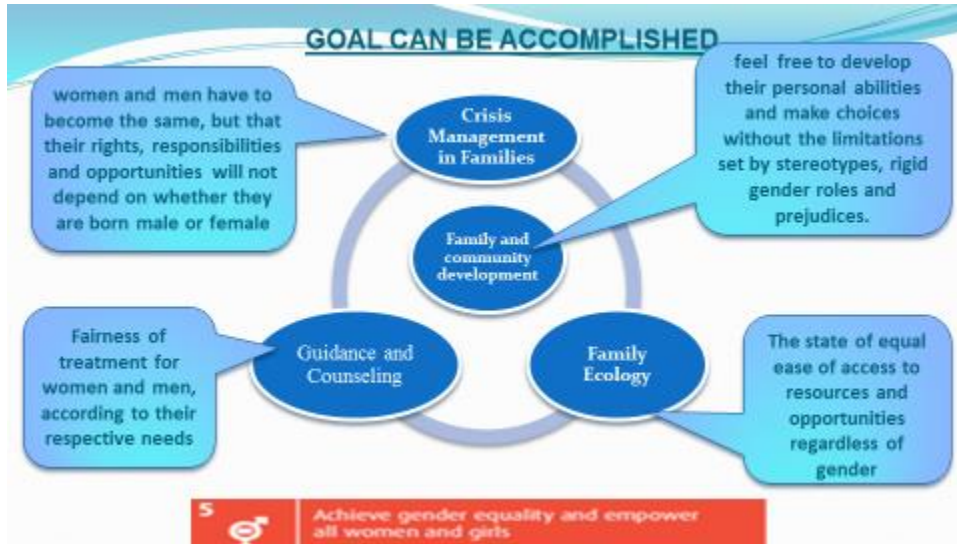 GOAL CAN BE ACCOMPLISHED
women and men have to
become the same, but that
their rights, responsibilities
and opportunities will not
depend on whether they
are born male or female
Crisis
Management
in Families
feel free to develop
their personal abilities
and make choices
without the limitations
set by stereotypes, rigid
gender roles and
prejudices.
Family and
community
development
Fairness of
treatment for
women and men,
according to their
respective needs
Guidance and
Counseling
Family
Ecology
The state of equal
ease of access to
resources and
opportunities
regardless of
gender
5
Achieve gender equality and empower
all women and girls